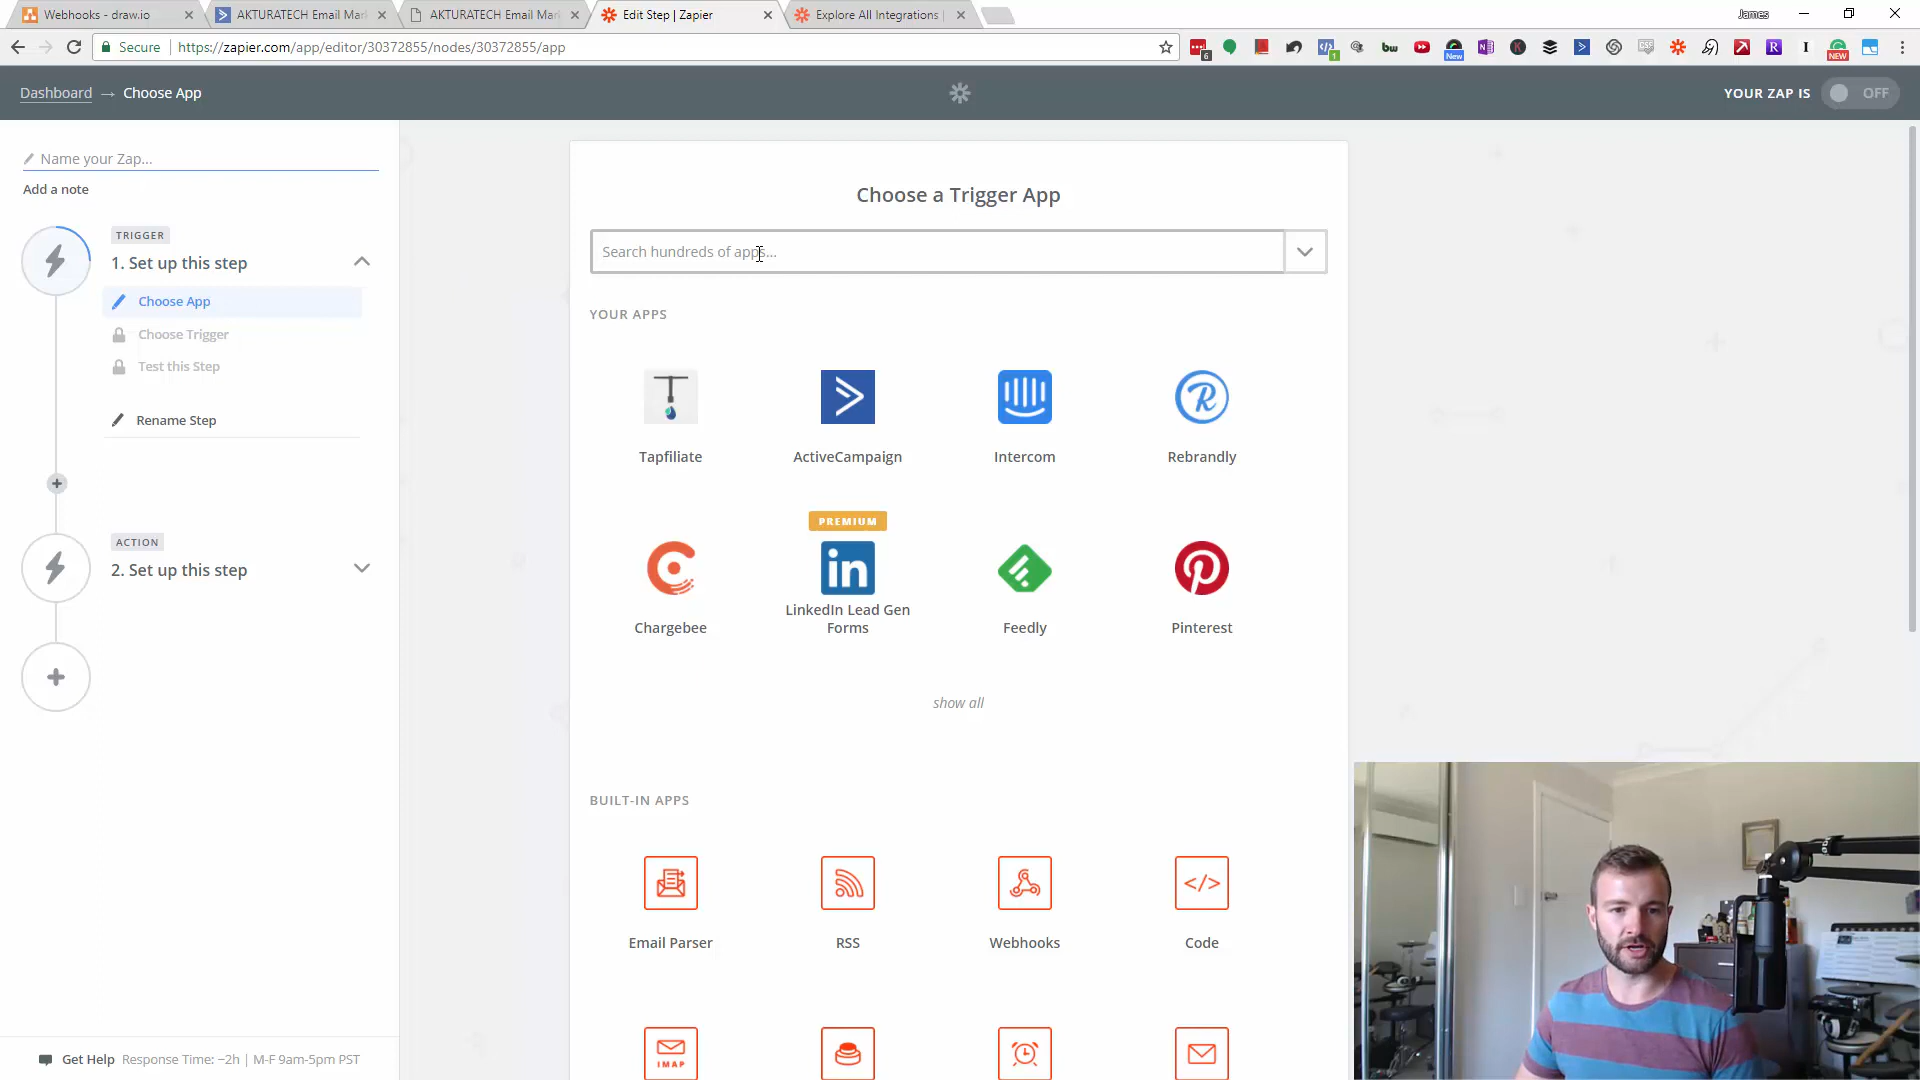 Webhooks - draw.io
AKTURATECH Email Mark
AKTURATECH Email Mark
Edit Step | Zapier
Explore All Integrations |
James
Secure
https://zapier.com/app/editor/30372855/nodes/30372855/app
Dashboard → Choose App
YOUR ZAP IS
OFF
Name your Zap...
Add a note
TRIGGER
1. Set up this step
Choose App
Choose Trigger
Test this Step
Rename Step
ACTION
2. Set up this step
Get Help
Response Time: ~2h | M-F 9am-5pm PST
Choose a Trigger App
Search hundreds of apps...
YOUR APPS
Tapfiliate
ActiveCampaign
Intercom
Rebrandly
Chargebee
PREMIUM
LinkedIn Lead Gen
Forms
Feedly
Pinterest
show all
BUILT-IN APPS
Email Parser
RSS
Webhooks
Code
IMAP